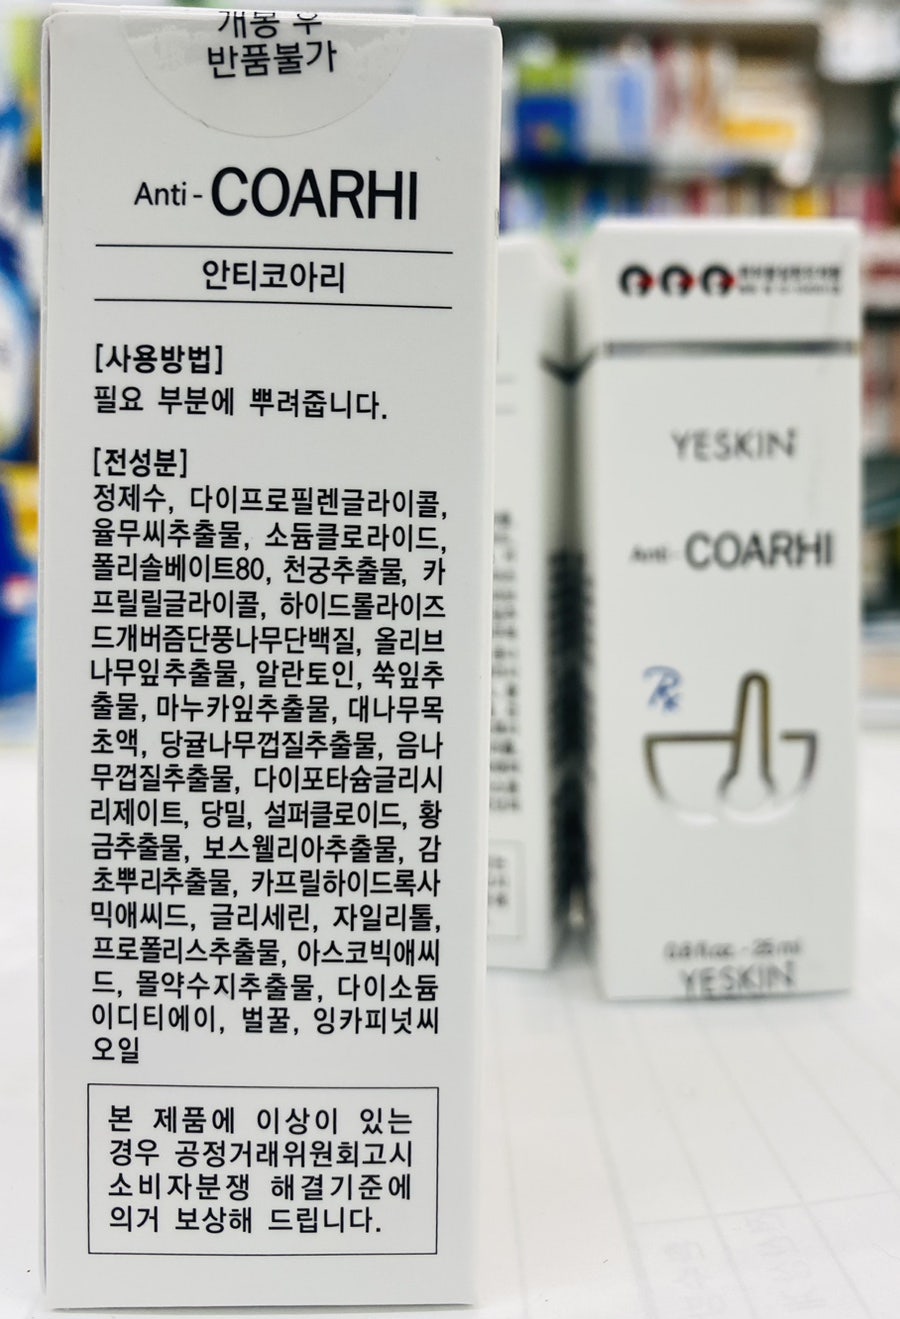 개봉 후
반품불가
Anti-COARHI
안티코아리
[사용방법]
필요 부분에 뿌려줍니다.
[전성분]
정제수, 다이프로필렌글라이콜,
율무씨추출물, 소듐클로라이드,
폴리솔베이트80, 천궁추출물, 카
프릴릴글라이콜, 하이드롤라이즈
드개버즘단풍나무단백질, 올리브
나무잎추출물, 알란토인, 쑥잎추
출물, 마누카잎추출물, 대나무목
초액, 당귤나무껍질추출물, 음나
무껍질추출물, 다이포타슘글리시
리제이트, 당밀, 설퍼클로이드, 황
금추출물, 보스웰리아추출물, 감
초뿌리추출물, 카프릴하이드록사
믹애씨드, 글리세린, 자일리톨,
프로폴리스추출물, 아스코빅애씨
드, 몰약수지추출물, 다이소듐
이디티에이, 벌꿀, 잉카피넛씨
오일
본 제품에 이상이 있는
경우 공정거래위원회고시
소비자분쟁 해결기준에
의거 보상해 드립니다.
YESKIN
Anti-COARHI
Rx
0.8 fl.oz. - 25 ml
YESKIN